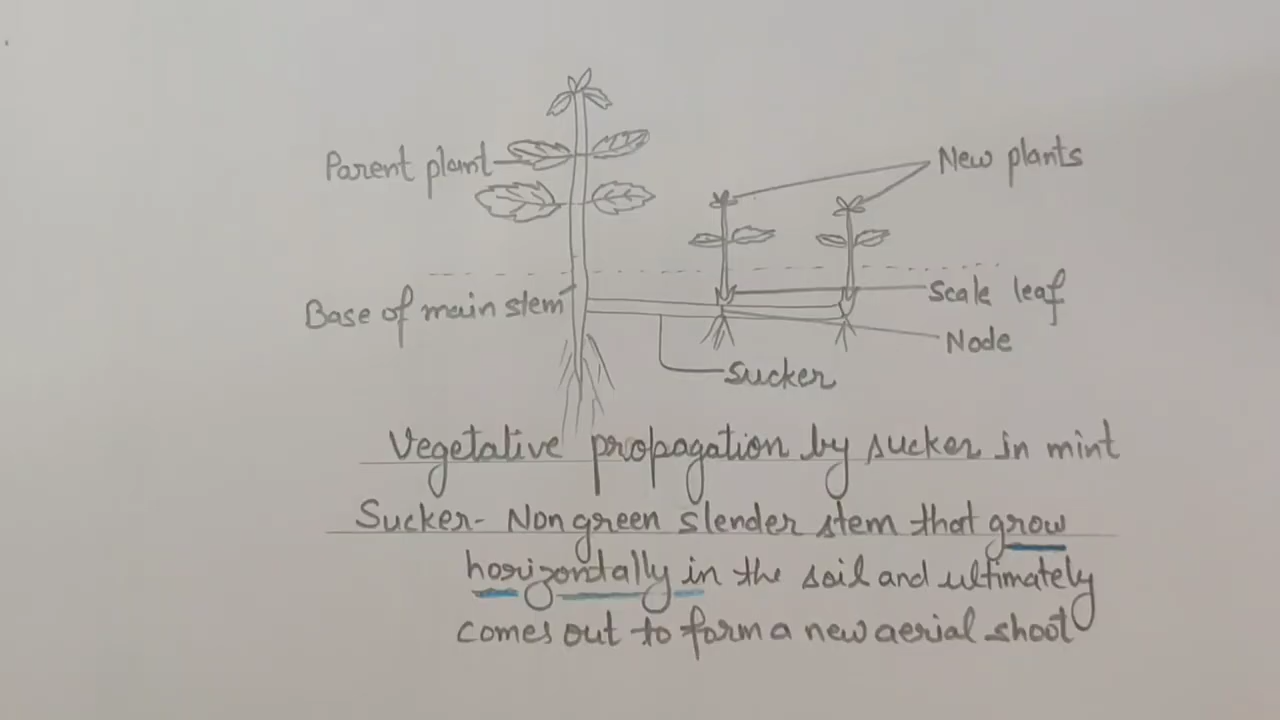 Parent plant
New plants
Base of main stem
Scale leaf
Node
Sucker
Vegetative propagation by sucker in mint
Sucker- Non green slender stem that grow
horizontally in the soil and ultimately
comes out to form a new aerial shoot